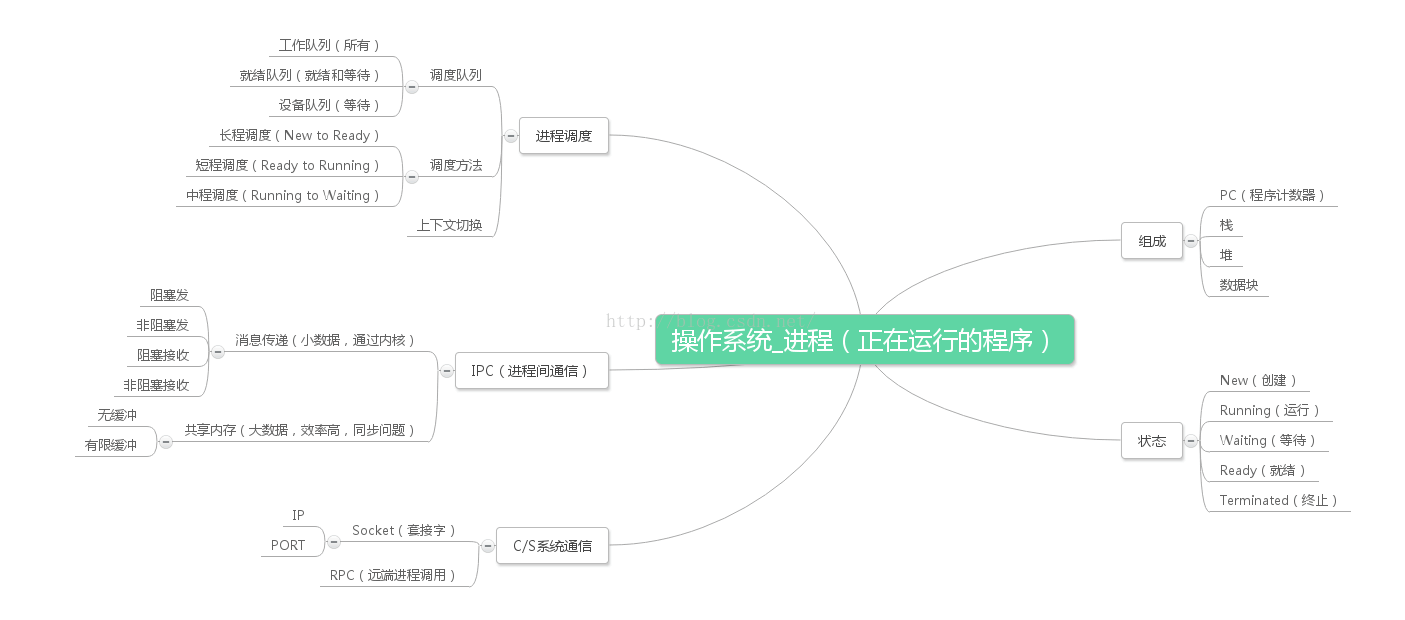 工作队列（所有）
就绪队列（就绪和等待）
设备队列（等待）
调度队列
长程调度（New to Ready）
短程调度（Ready to Running）
中程调度（Running to Waiting）
调度方法
上下文切换
进程调度
阻塞发
非阻塞发
阻塞接收
非阻塞接收
消息传递（小数据，通过内核）
无缓冲
有限缓冲
共享内存（大数据，效率高，同步问题）
IPC（进程间通信）
IP
PORT
Socket（套接字）
RPC（远端进程调用）
C/S系统通信
http://blog.csdn.net/
操作系统_进程（正在运行的程序）
组成
PC（程序计数器）
栈
堆
数据块
状态
New（创建）
Running（运行）
Waiting（等待）
Ready（就绪）
Terminated（终止）